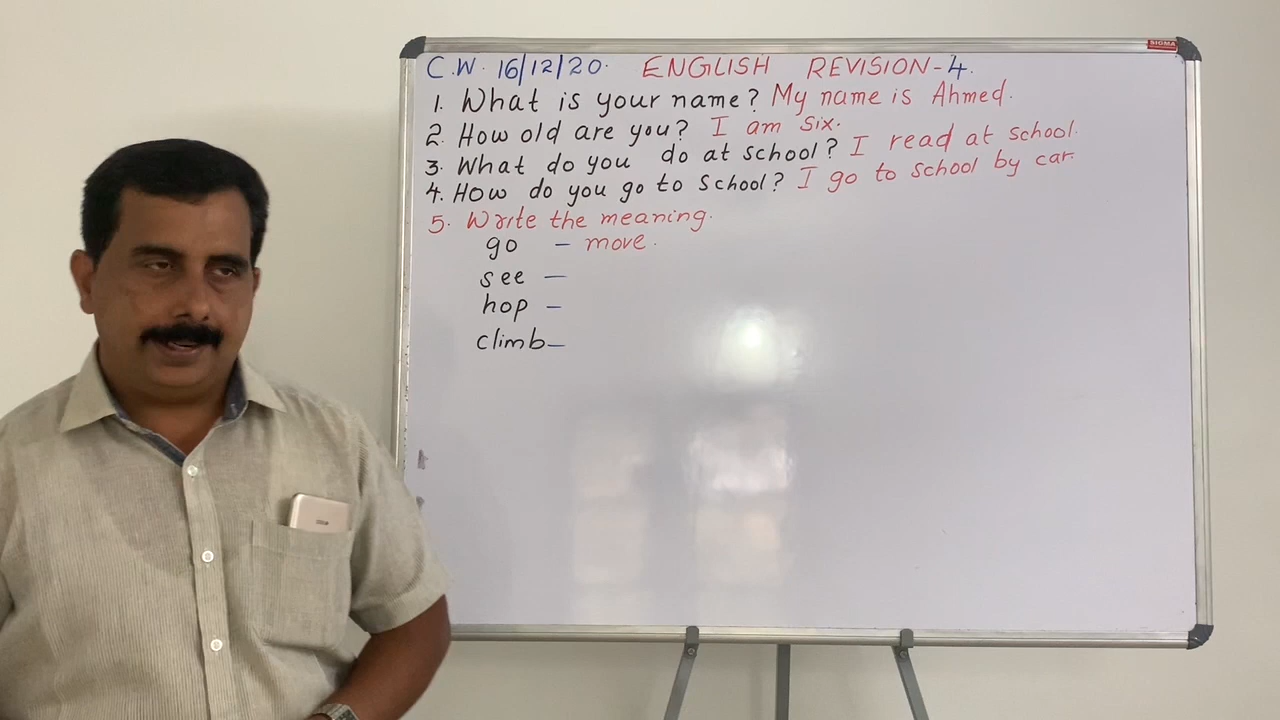 SIGMA
C.W. 16/12/20. ENGLISH REVISION-4.
1. What is your name? My name is Ahmed.
2. How old are you? I am six.
3. What do you do at school? I read at school.
4. How do you go to school? I go to school by car.
5. Write the meaning.
go – move.
see –
hop –
climb –